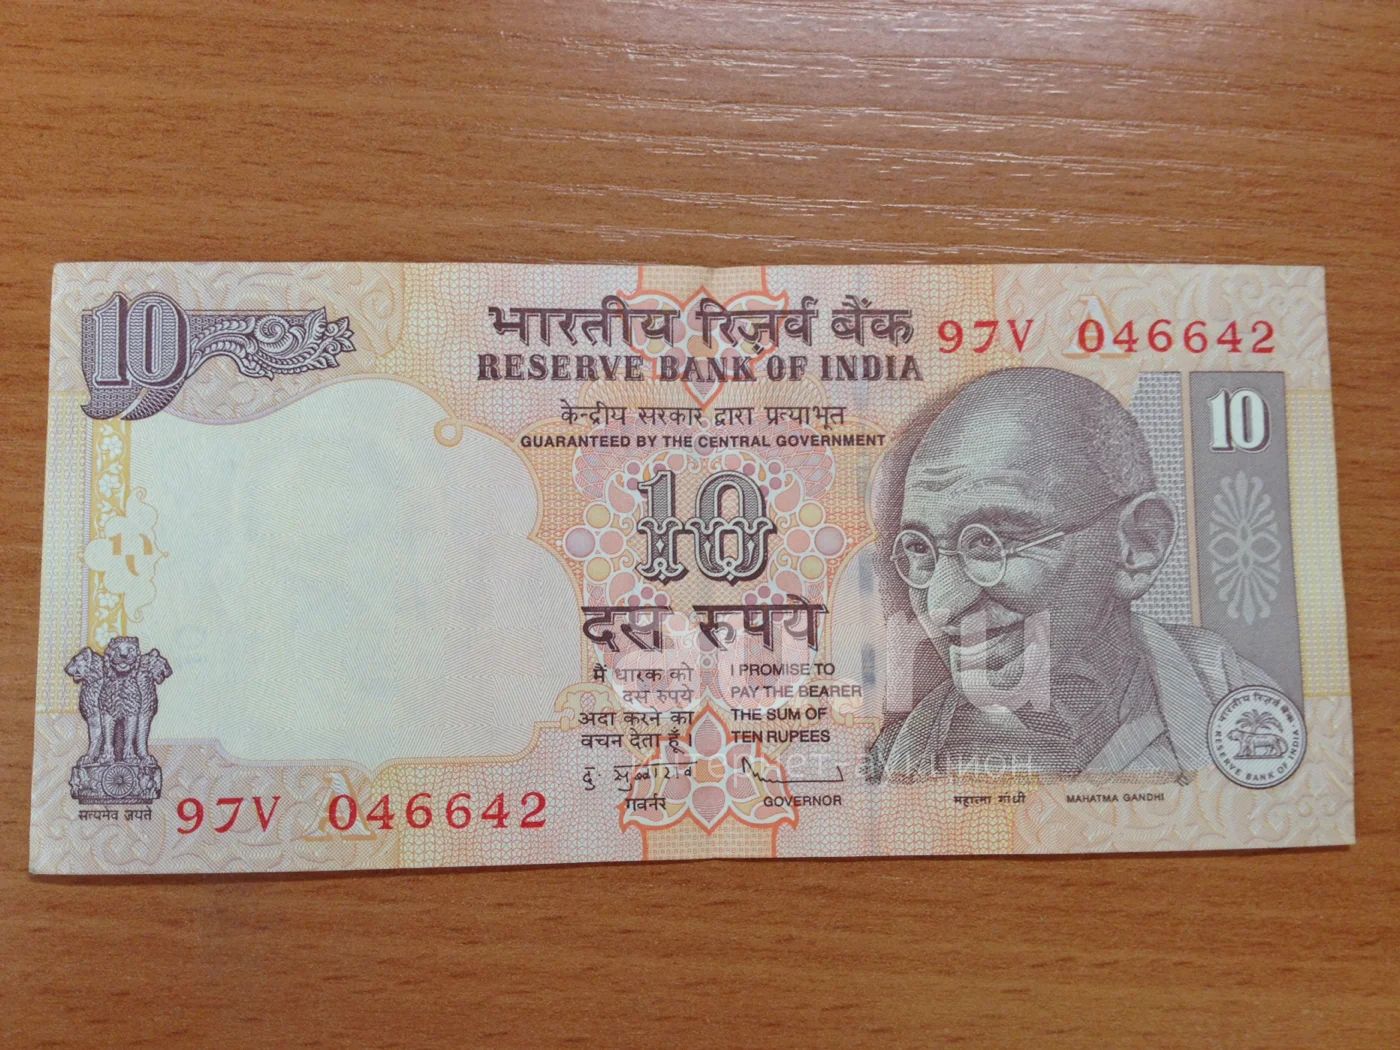 10
भारतीय रिज़र्व बैंक
RESERVE BANK OF INDIA
97V 046642
केन्द्रीय सरकार द्वारा प्रत्याभूत
GUARANTEED BY THE CENTRAL GOVERNMENT
10
10
दस रुपये
मैं धारक को
दस रुपये
अदा करने का
वचन देता हूँ।
I PROMISE TO
PAY THE BEARER
THE SUM OF
TEN RUPEES
गवर्नर
GOVERNOR
महात्मा गाँधी
MAHATMA GANDHI
भारतीय रिज़र्व बैंक
RESERVE BANK OF INDIA
सत्यमेव जयते
97V 046642
A
A